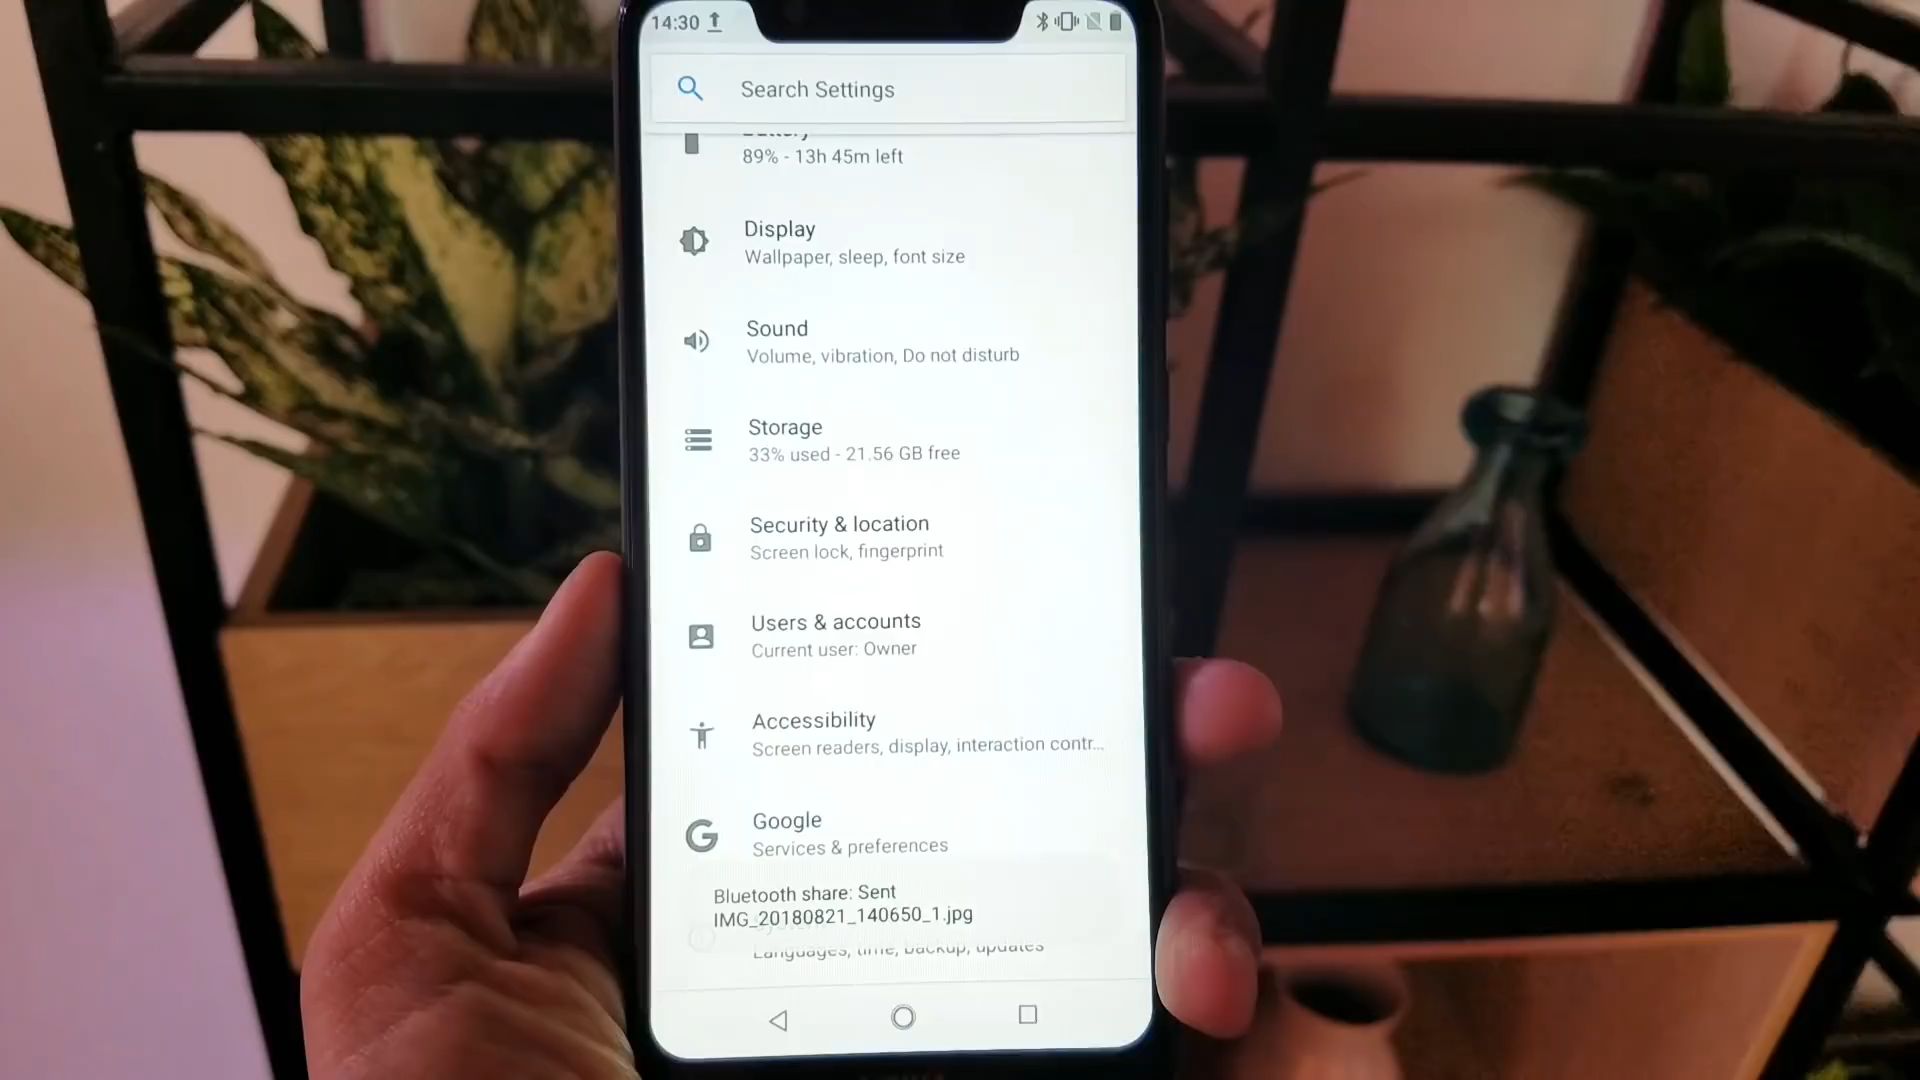 14:30
Search Settings
Battery
89% - 13h 45m left
Display
Wallpaper, sleep, font size
Sound
Volume, vibration, Do not disturb
Storage
33% used - 21.56 GB free
Security & location
Screen lock, fingerprint
Users & accounts
Current user: Owner
Accessibility
Screen readers, display, interaction contr...
Google
Services & preferences
Bluetooth share: Sent
IMG_20180821_140650_1.jpg
System
Languages, time, backup, updates